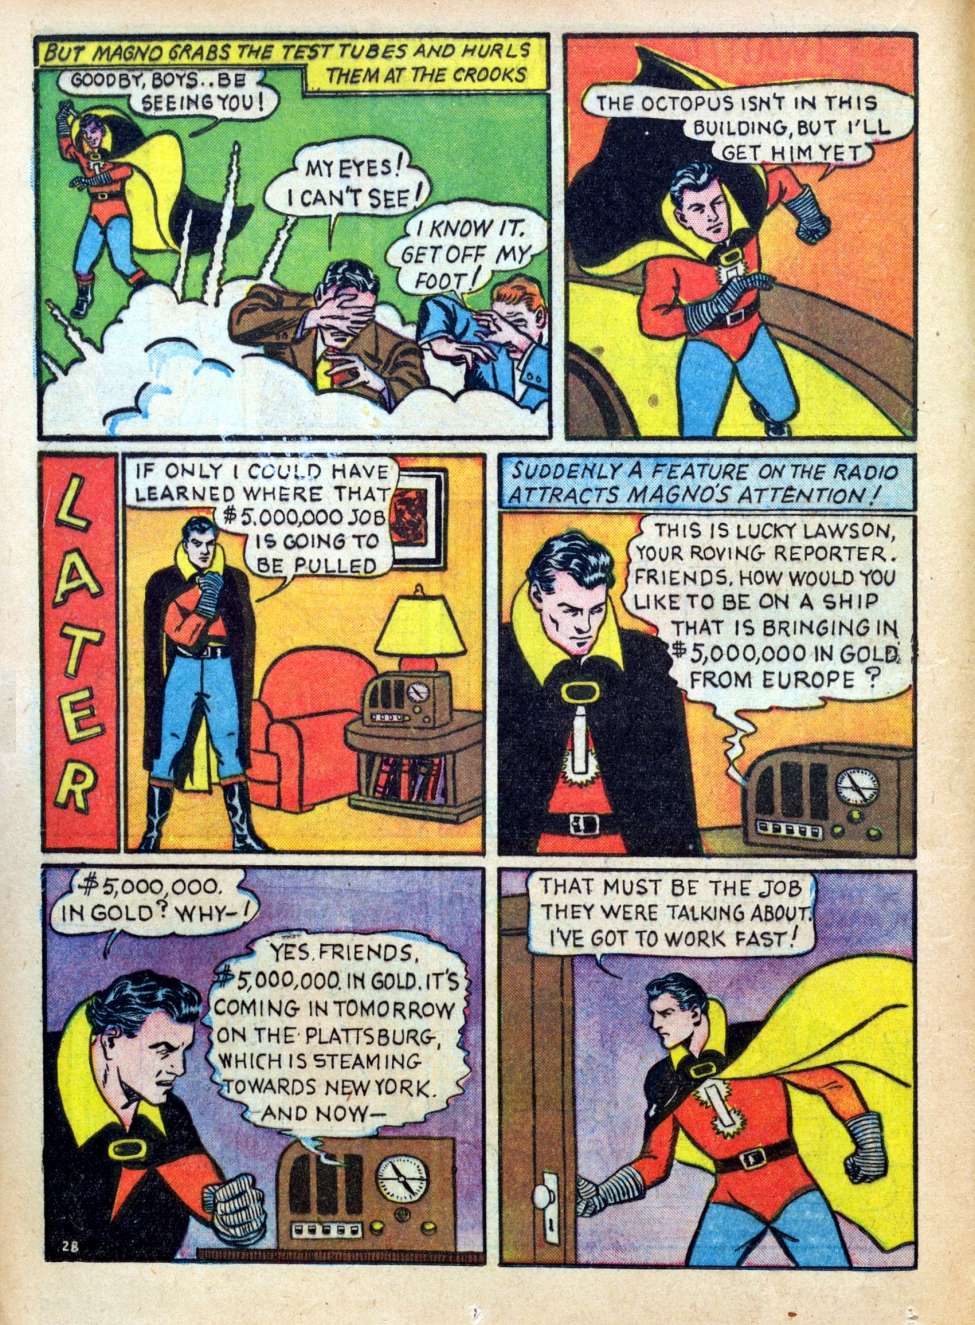 BUT MAGNO GRABS THE TEST TUBES AND HURLS
THEM AT THE CROOKS
GOODBY, BOYS.. BE
SEEING YOU!
MY EYES!
I CAN'T SEE!
I KNOW IT.
GET OFF MY
FOOT!
THE OCTOPUS ISN'T IN THIS
BUILDING, BUT I'LL
GET HIM YET
LATER
IF ONLY I COULD HAVE
LEARNED WHERE THAT
$5,000,000 JOB
IS GOING TO
BE PULLED
SUDDENLY A FEATURE ON THE RADIO
ATTRACTS MAGNO'S ATTENTION!
THIS IS LUCKY LAWSON,
YOUR ROVING REPORTER.
FRIENDS, HOW WOULD YOU
LIKE TO BE ON A SHIP
THAT IS BRINGING IN
$5,000,000 IN GOLD
FROM EUROPE?
$5,000,000.
IN GOLD? WHY-!
YES, FRIENDS,
$5,000,000. IN GOLD. IT'S
COMING IN TOMORROW
ON THE PLATTSBURG,
WHICH IS STEAMING
TOWARDS NEW YORK.
AND NOW-
28
THAT MUST BE THE JOB
THEY WERE TALKING ABOUT.
I'VE GOT TO WORK FAST!